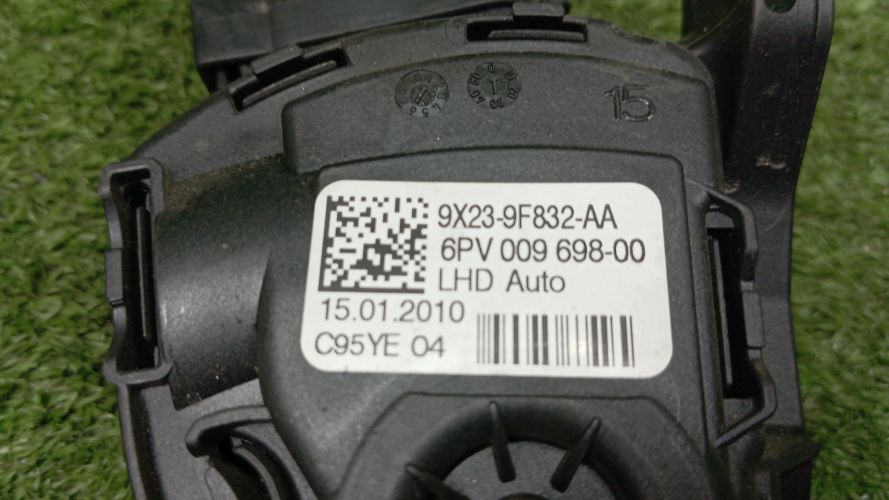 15
9X23-9F832-AA
6PV 009 698-00
LHD Auto
15.01.2010
C95YE 04